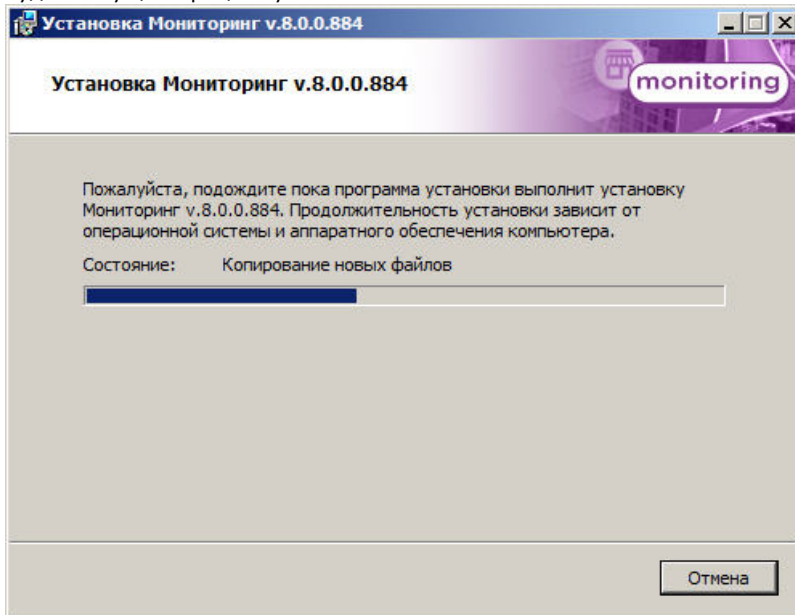 Установка Мониторинг v.8.0.0.884
Установка Мониторинг v.8.0.0.884
monitoring
Пожалуйста, подождите пока программа установки выполнит установку
Мониторинг v.8.0.0.884. Продолжительность установки зависит от
операционной системы и аппаратного обеспечения компьютера.
Состояние: Копирование новых файлов
Отмена